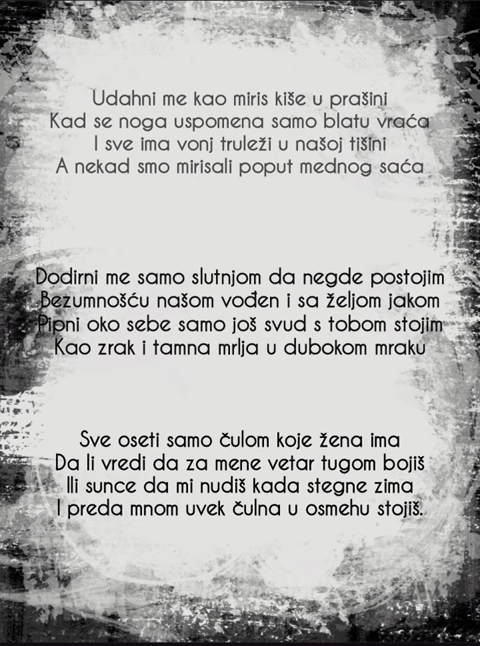 Udahni me kao miris kiše u prašini
Kad se noga uspomena samo blatu vraća
I sve ima vonj truleži u našoj tišini
A nekad smo mirisali poput mednog saća
Dodirni me samo slutnjom da negde postojim
Bezumnošću našom vođen i sa željom jakom
Pipni oko sebe samo još svud s tobom stojim
Kao zrak i tamna mrlja u dubokom mraku
Sve oseti samo čulom koje žena ima
Da li vredi da za mene vetar tugom bojiš
Ili sunce da mi nudiš kada stegne zima
I preda mnom uvek čulna u osmehu stojiš.